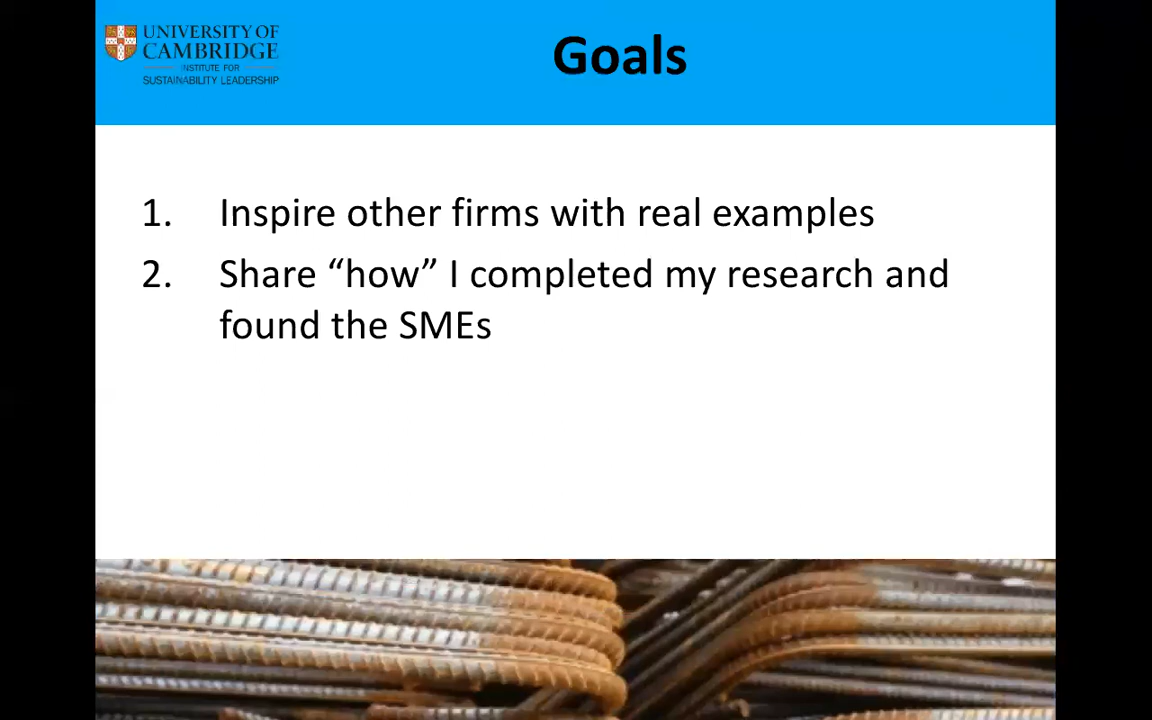 UNIVERSITY OF
CAMBRIDGE
INSTITUTE FOR
SUSTAINABILITY LEADERSHIP
Goals
1. Inspire other firms with real examples
2. Share “how” I completed my research and
found the SMEs